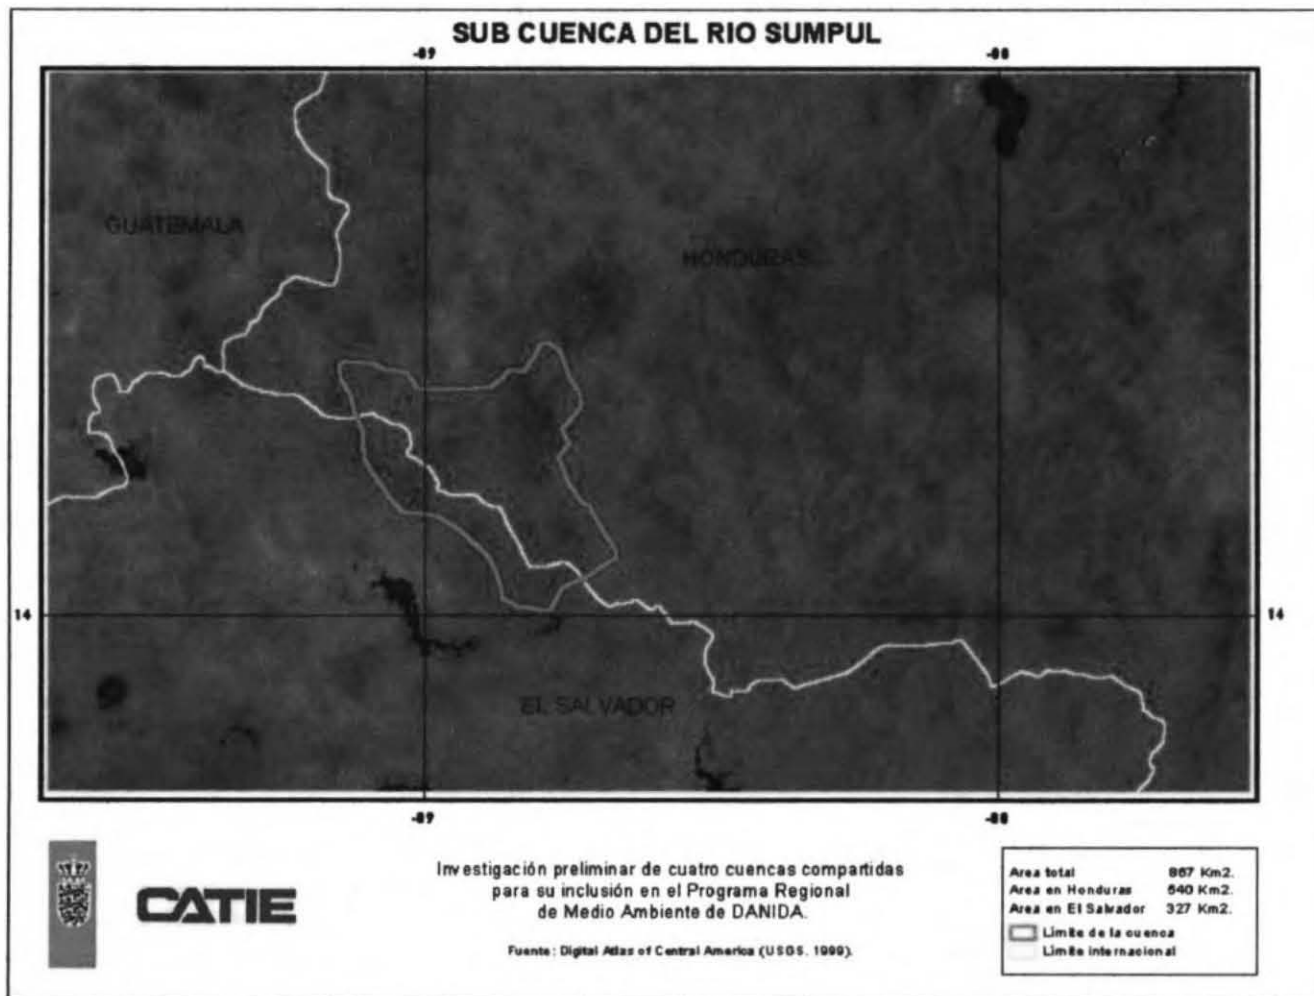 SUB CUENCA DEL RIO SUMPUL
-89 -88
GUATEMALA
HONDURAS
14 14
EL SALVADOR
-89 -88
CATIE
Investigación preliminar de cuatro cuencas compartidas
para su inclusión en el Programa Regional
de Medio Ambiente de DANIDA.
Fuente: Digital Atlas of Central America (USGS. 1999).
Area total 867 Km2.
Area en Honduras 540 Km2.
Area en El Salvador 327 Km2.
Limite de la cuenca
Limite internacional